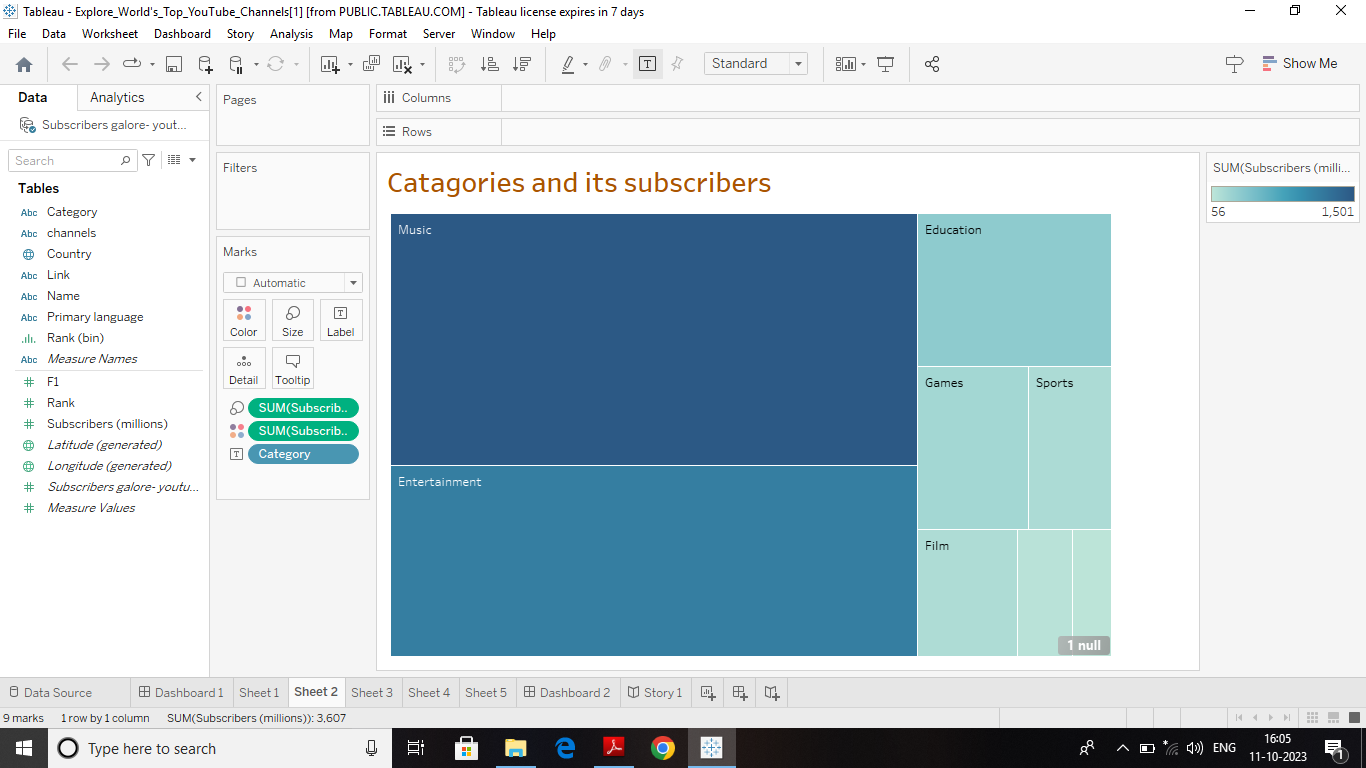 Tableau - Explore_World's_Top_YouTube_Channels[1] [from PUBLIC.TABLEAU.COM] - Tableau license expires in 7 days
File Data Worksheet Dashboard Story Analysis Map Format Server Window Help
Standard
Show Me
Data Analytics
Subscribers galore- yout...
Search
Tables
Abc Category
Abc channels
Country
Abc Link
Abc Name
Abc Primary language
Rank (bin)
Abc Measure Names
F1
Rank
Subscribers (millions)
Latitude (generated)
Longitude (generated)
Subscribers galore- youtu...
Measure Values
Pages
Filters
Marks
Automatic
Color Size Label
Detail Tooltip
SUM(Subscrib..
SUM(Subscrib..
Category
Columns
Rows
Catagories and its subscribers
Music
Education
Games
Sports
Entertainment
Film
1 null
SUM(Subscribers (milli...
56 1,501
Data Source Dashboard 1 Sheet 1 Sheet 2 Sheet 3 Sheet 4 Sheet 5 Dashboard 2 Story 1
9 marks 1 row by 1 column SUM(Subscribers (millions)): 3,607
Type here to search
ENG
16:05
11-10-2023
1